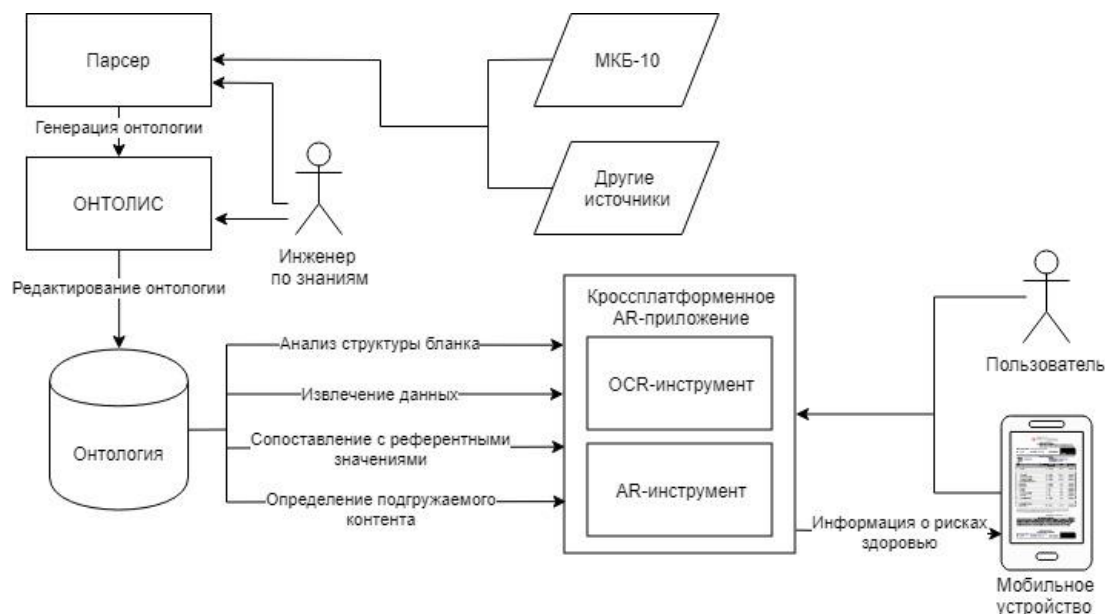 Парсер
МКБ-10
Генерация онтологии
ОНТОЛИС
Другие
источники
Инженер
по знаниям
Редактирование онтологии
Кроссплатформенное
AR-приложение
Анализ структуры бланка
Извлечение данных
Сопоставление с референтными
значениями
Определение подгружаемого
контента
Онтология
OCR-инструмент
AR-инструмент
Пользователь
Информация о рисках
здоровью
Мобильное
устройство